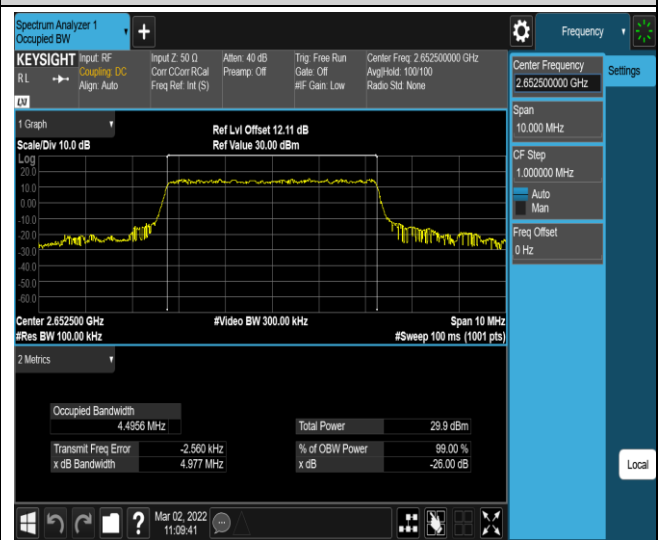 Spectrum Analyzer 1
Occupied BW
+
Frequency
KEYSIGHT
RL
LXI
Input: RF
Coupling: DC
Align: Auto
Input Z: 50 Ω
Corr CCorr RCal
Freq Ref: Int (S)
Atten: 40 dB
Preamp: Off
Trig: Free Run
Gate: Off
#IF Gain: Low
Center Freq: 2.652500000 GHz
Avg|Hold: 100/100
Radio Std: None
Center Frequency
2.652500000 GHz
Settings
Span
10.000 MHz
CF Step
1.000000 MHz
Auto
Man
Freq Offset
0 Hz
Local
1 Graph
Scale/Div 10.0 dB
Ref Lvl Offset 12.11 dB
Ref Value 30.00 dBm
Log
20.0
10.0
0.00
-10.0
-20.0
-30.0
-40.0
-50.0
-60.0
Center 2.652500 GHz
#Video BW 300.00 kHz
Span 10 MHz
#Res BW 100.00 kHz
#Sweep 100 ms (1001 pts)
2 Metrics
Occupied Bandwidth
4.4956 MHz
Total Power 29.9 dBm
Transmit Freq Error -2.560 kHz
% of OBW Power 99.00 %
x dB Bandwidth 4.977 MHz
x dB -26.00 dB
?
Mar 02, 2022
11:09:41